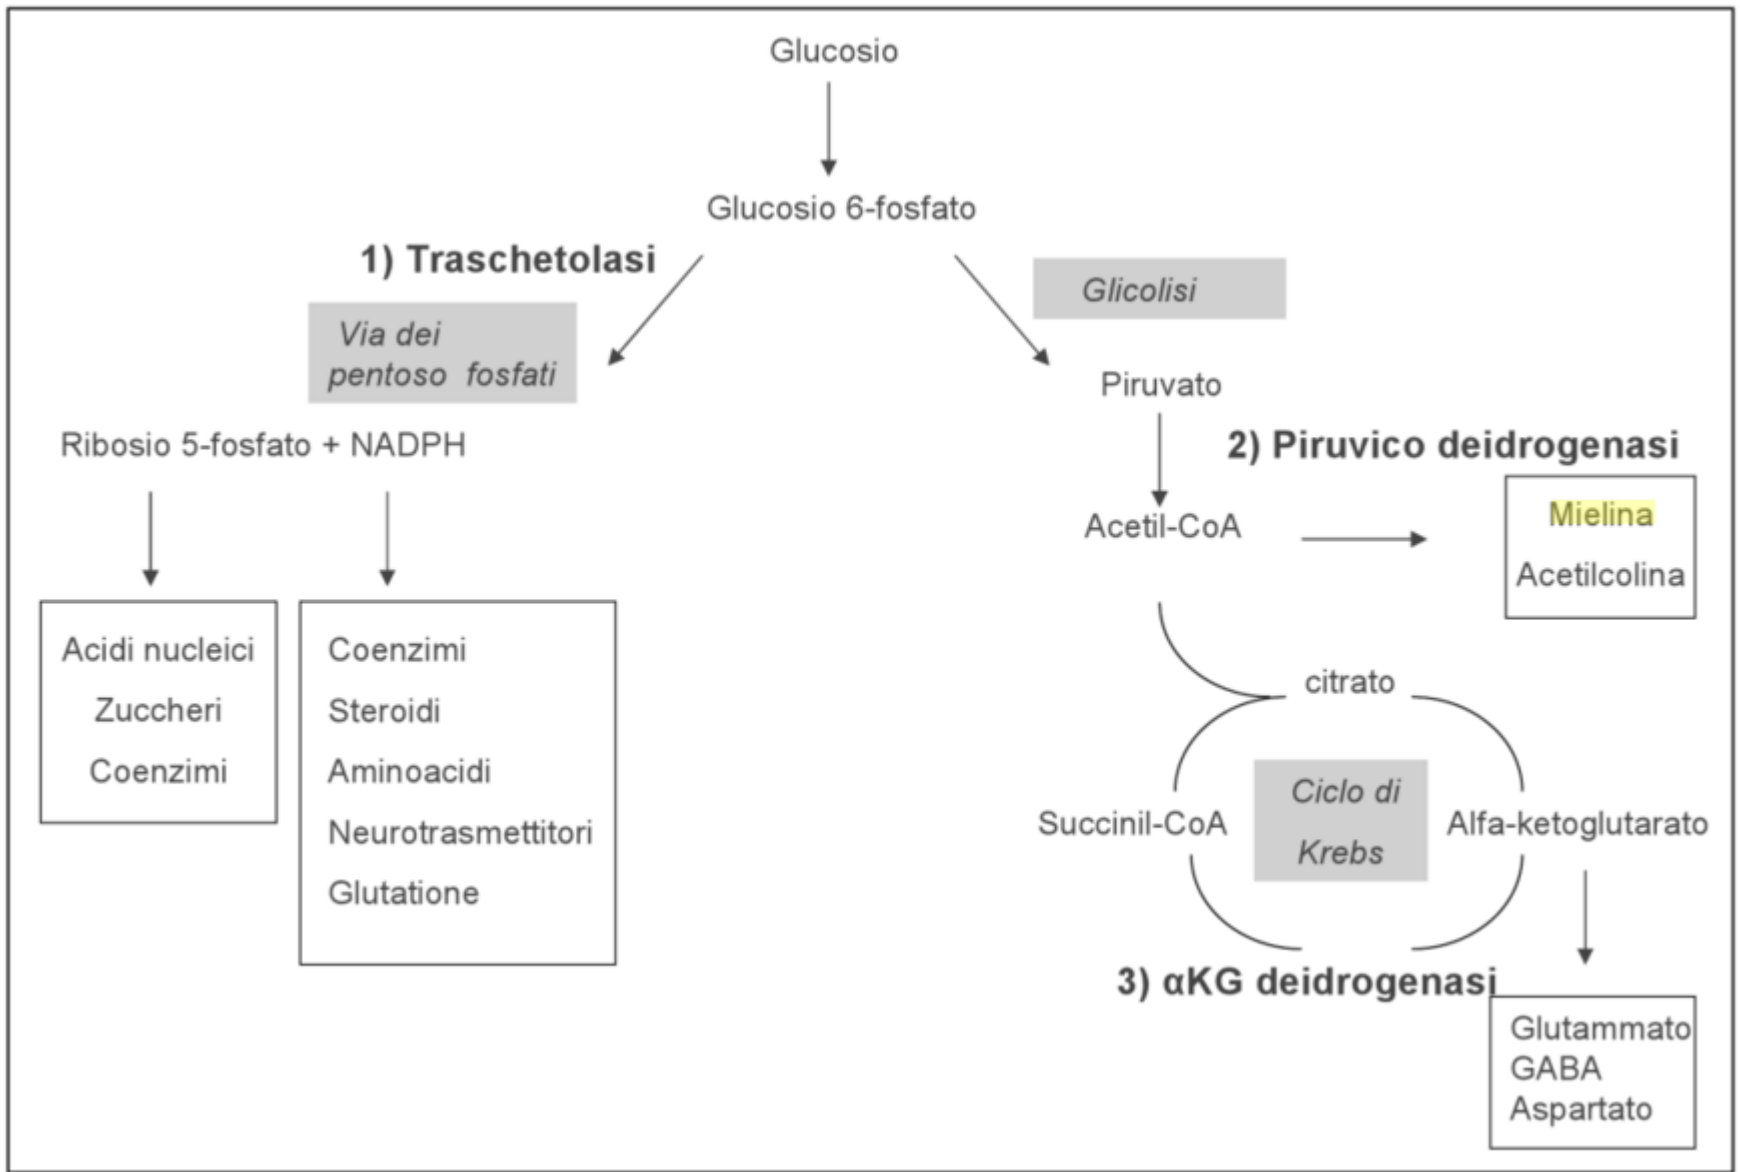 Glucosio
Glucosio 6-fosfato
1) Traschetolasi
Glicolisi
Via dei
pentoso fosfati
Piruvato
Ribosio 5-fosfato + NADPH
2) Piruvico deidrogenasi
Mielina
Acetil-CoA
Acetilcolina
Acidi nucleici
Zuccheri
Coenzimi
Coenzimi
Steroidi
Aminoacidi
Neurotrasmettitori
Glutatione
citrato
Ciclo di
Krebs
Succinil-CoA
Alfa-ketoglutarato
3) αKG deidrogenasi
Glutammato
GABA
Aspartato